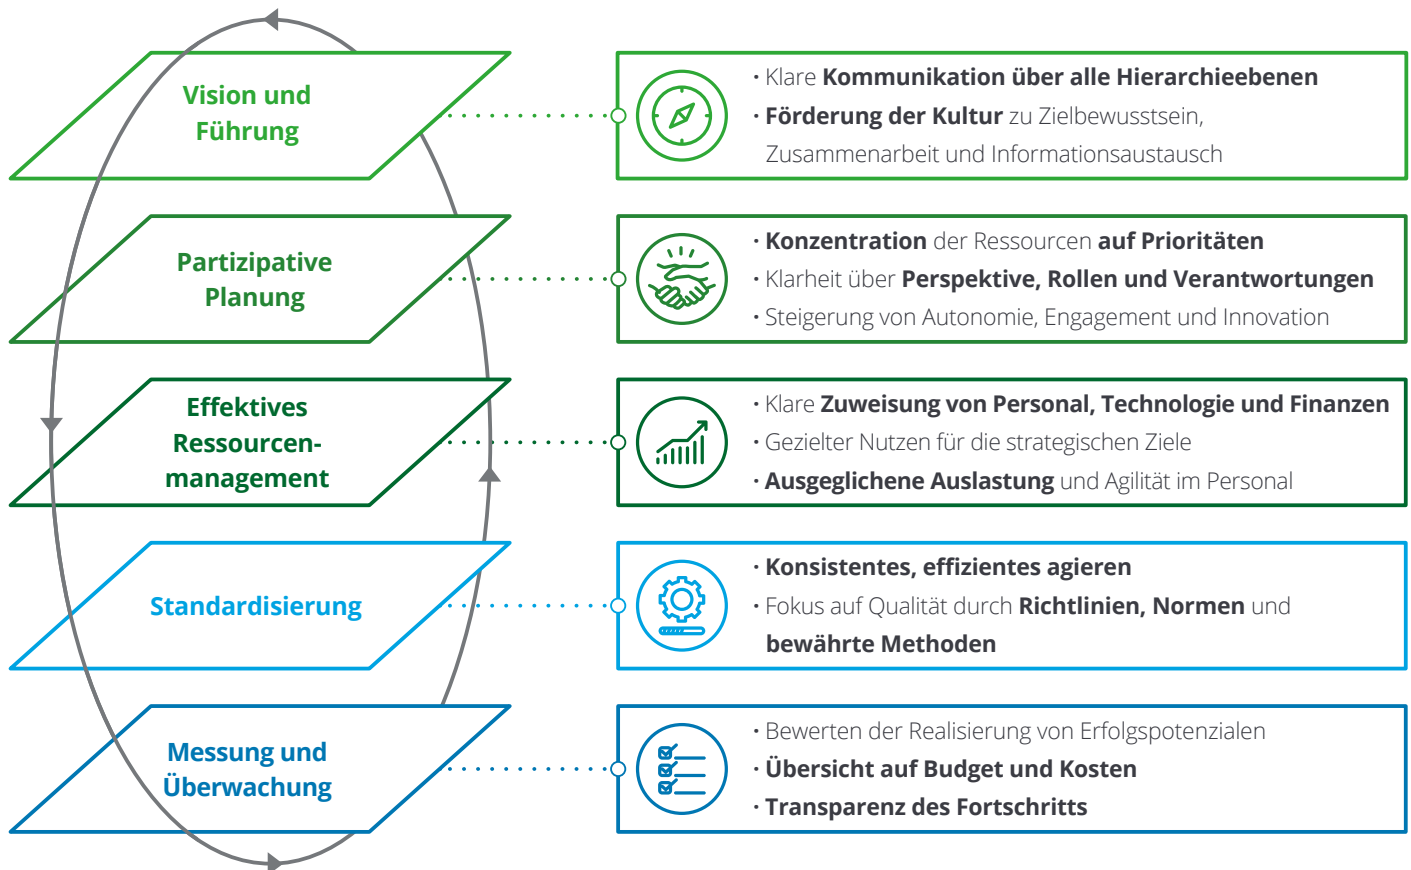 Vision und
Führung
· Klare Kommunikation über alle Hierarchieebenen
· Förderung der Kultur zu Zielbewusstsein,
Zusammenarbeit und Informationsaustausch
Partizipative
Planung
· Konzentration der Ressourcen auf Prioritäten
· Klarheit über Perspektive, Rollen und Verantwortungen
· Steigerung von Autonomie, Engagement und Innovation
Effektives
Ressourcen-
management
· Klare Zuweisung von Personal, Technologie und Finanzen
· Gezielter Nutzen für die strategischen Ziele
· Ausgeglichene Auslastung und Agilität im Personal
Standardisierung
· Konsistentes, effizientes agieren
· Fokus auf Qualität durch Richtlinien, Normen und
bewährte Methoden
Messung und
Überwachung
· Bewerten der Realisierung von Erfolgspotenzialen
· Übersicht auf Budget und Kosten
· Transparenz des Fortschritts